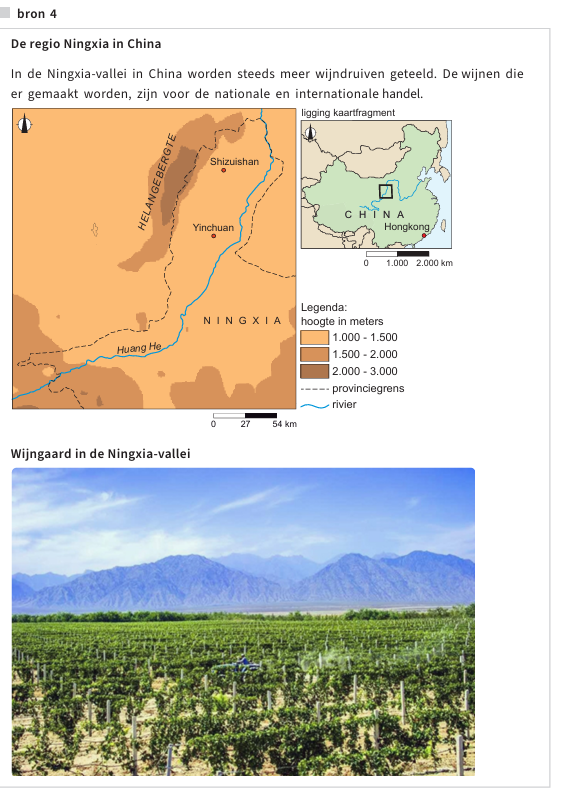 bron 4
De regio Ningxia in China
In de Ningxia-vallei in China worden steeds meer wijndruiven geteeld. De wijnen die
er gemaakt worden, zijn voor de nationale en internationale handel.
ligging kaartfragment
HELANGEBERGTE
Shizuishan
Yinchuan
NINGXIA
Huang He
0 27 54 km
CHINA
Hongkong
0 1.000 2.000 km
Legenda:
hoogte in meters
1.000 - 1.500
1.500 - 2.000
2.000 - 3.000
provinciegrens
rivier
Wijngaard in de Ningxia-vallei